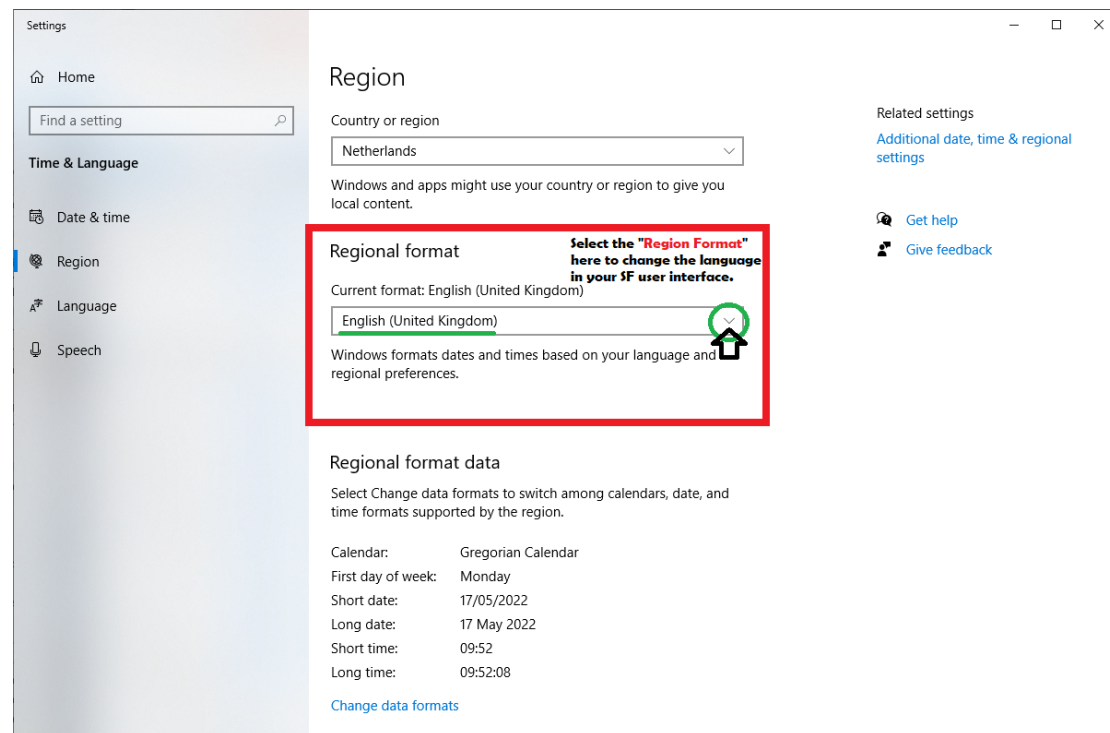 Settings
Home
Find a setting
Time & Language
Date & time
Region
Language
Speech
Region
Country or region
Netherlands
Windows and apps might use your country or region to give you
local content.
Regional format
Select the "Region Format"
here to change the language
in your SF user interface.
Current format: English (United Kingdom)
English (United Kingdom)
Windows formats dates and times based on your language and
regional preferences.
Regional format data
Select Change data formats to switch among calendars, date, and
time formats supported by the region.
Calendar: Gregorian Calendar
First day of week: Monday
Short date: 17/05/2022
Long date: 17 May 2022
Short time: 09:52
Long time: 09:52:08
Change data formats
Related settings
Additional date, time & regional
settings
Get help
Give feedback